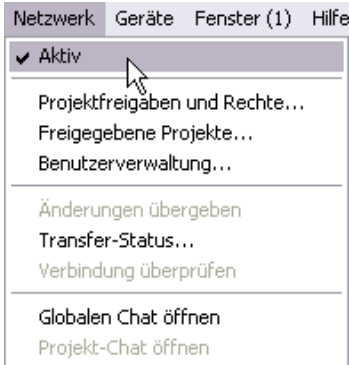 Netzwerk Geräte Fenster (1) Hilfe
Aktiv
Projektfreigaben und Rechte...
Freigegebene Projekte...
Benutzerverwaltung...
Änderungen übergeben
Transfer-Status...
Verbindung überprüfen
Globalen Chat öffnen
Projekt-Chat öffnen